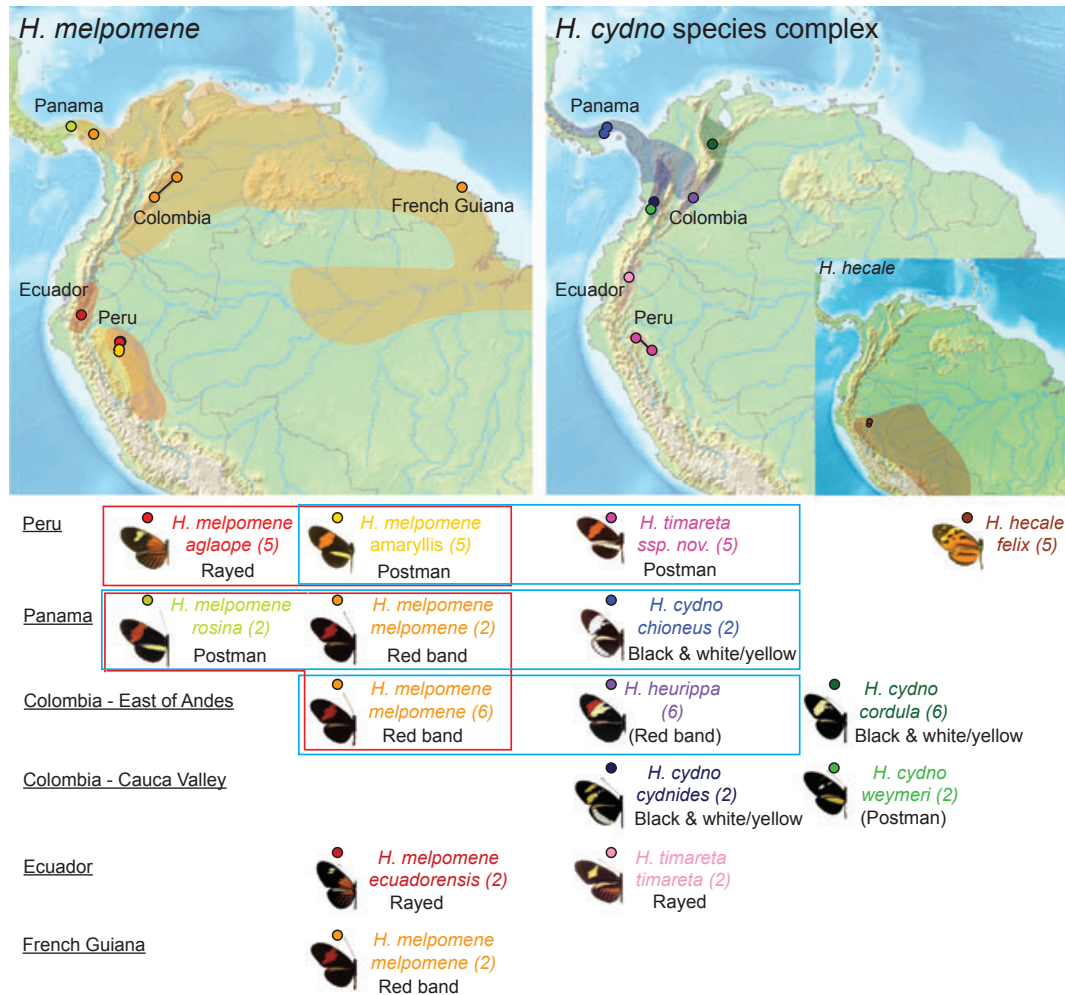 H. melpomene
H. cydno species complex
Panama
Colombia
French Guiana
Ecuador
Peru
Panama
Colombia
Ecuador
Peru
H. hecale
Peru
H. melpomene
aglaope (5)
Rayed
H. melpomene
amaryllis (5)
Postman
H. timareta
ssp. nov. (5)
Postman
H. hecale
felix (5)
Panama
H. melpomene
rosina (2)
Postman
H. melpomene
melpomene (2)
Red band
H. cydno
chioneus (2)
Black & white/yellow
Colombia - East of Andes
H. melpomene
melpomene (6)
Red band
H. heurippa
(6)
(Red band)
H. cydno
cordula (6)
Black & white/yellow
Colombia - Cauca Valley
H. cydno
cydnides (2)
Black & white/yellow
H. cydno
weymeri (2)
(Postman)
Ecuador
H. melpomene
ecuadorensis (2)
Rayed
H. timareta
timareta (2)
Rayed
French Guiana
H. melpomene
melpomene (2)
Red band